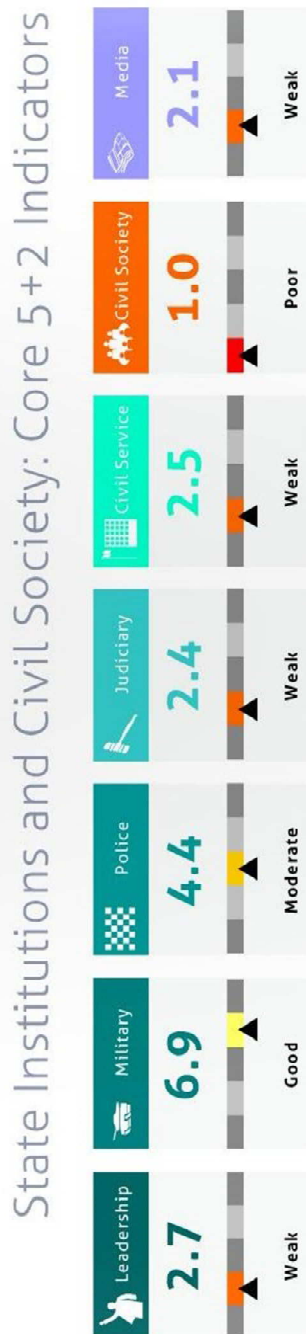 State Institutions and Civil Society: Core 5+2 Indicators
Leadership
2.7
Weak
Military
6.9
Good
Police
4.4
Moderate
Judiciary
2.4
Weak
Civil Service
2.5
Weak
Civil Society
1.0
Poor
Media
2.1
Weak